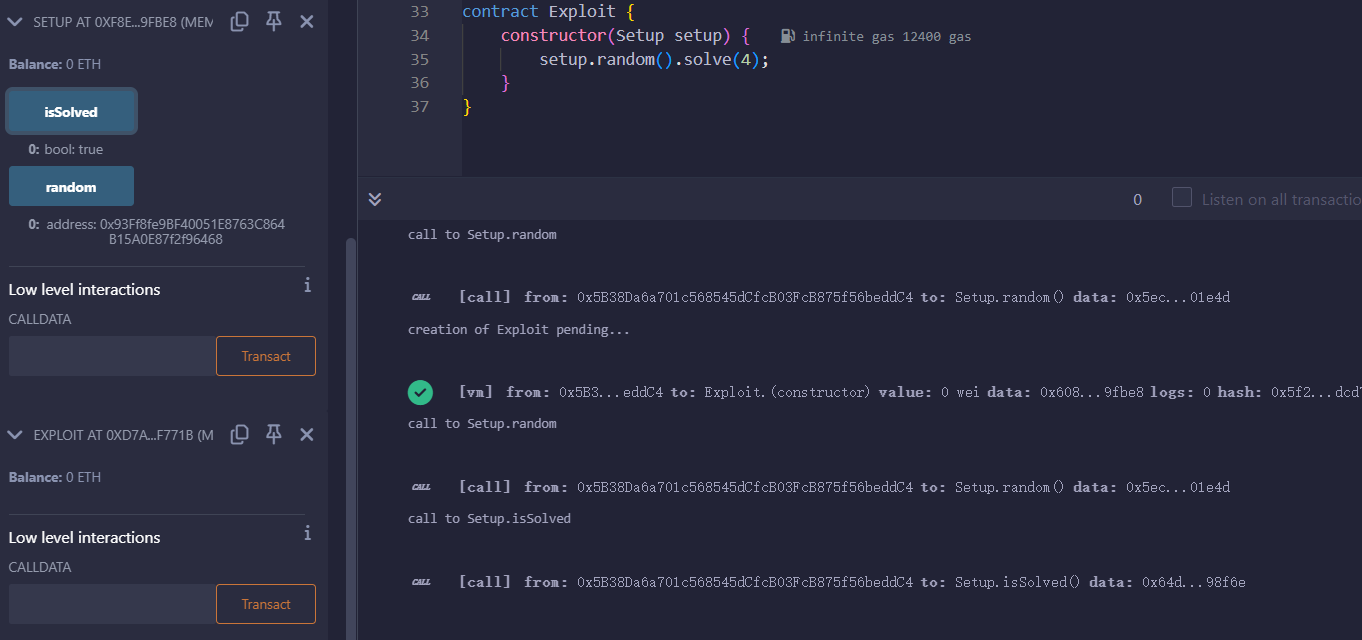 SETUP AT 0XF8E...9FBE8 (MEM
Balance: 0 ETH
isSolved
0: bool: true
random
0: address: 0x93Ff8fe9BF40051E8763C864
B15A0E87f2f96468
Low level interactions
i
CALLDATA
Transact
EXPLOIT AT 0XD7A...F771B (M
Balance: 0 ETH
Low level interactions
i
CALLDATA
Transact
33 contract Exploit {
34 constructor(Setup setup) { infinite gas 12400 gas
35 setup.random().solve(4);
36 }
37 }
0 Listen on all transactio
call to Setup.random
CALL [call] from: 0x5B38Da6a701c568545dCfcB03FcB875f56beddC4 to: Setup.random() data: 0x5ec...01e4d
creation of Exploit pending...
[vm] from: 0x5B3...eddC4 to: Exploit.(constructor) value: 0 wei data: 0x608...9fbe8 logs: 0 hash: 0x5f2...dcd7
call to Setup.random
CALL [call] from: 0x5B38Da6a701c568545dCfcB03FcB875f56beddC4 to: Setup.random() data: 0x5ec...01e4d
call to Setup.isSolved
CALL [call] from: 0x5B38Da6a701c568545dCfcB03FcB875f56beddC4 to: Setup.isSolved() data: 0x64d...98f6e